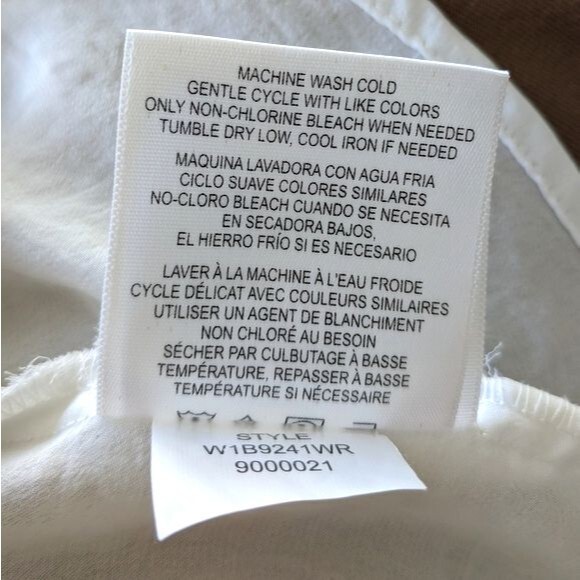 MACHINE WASH COLD
GENTLE CYCLE WITH LIKE COLORS
ONLY NON-CHLORINE BLEACH WHEN NEEDED
TUMBLE DRY LOW, COOL IRON IF NEEDED
MAQUINA LAVADORA CON AGUA FRIA
CICLO SUAVE COLORES SIMILARES
NO-CLORO BLEACH CUANDO SE NECESITA
EN SECADORA BAJOS,
EL HIERRO FRÍO SI ES NECESARIO
LAVER À LA MACHINE À L'EAU FROIDE
CYCLE DÉLICAT AVEC COULEURS SIMILAIRES
UTILISER UN AGENT DE BLANCHIMENT
NON CHLORÉ AU BESOIN
SÉCHER PAR CULBUTAGE À BASSE
TEMPÉRATURE, REPASSER À BASSE
TEMPÉRATURE SI NÉCESSAIRE
STYLE
W1B9241WR
9000021